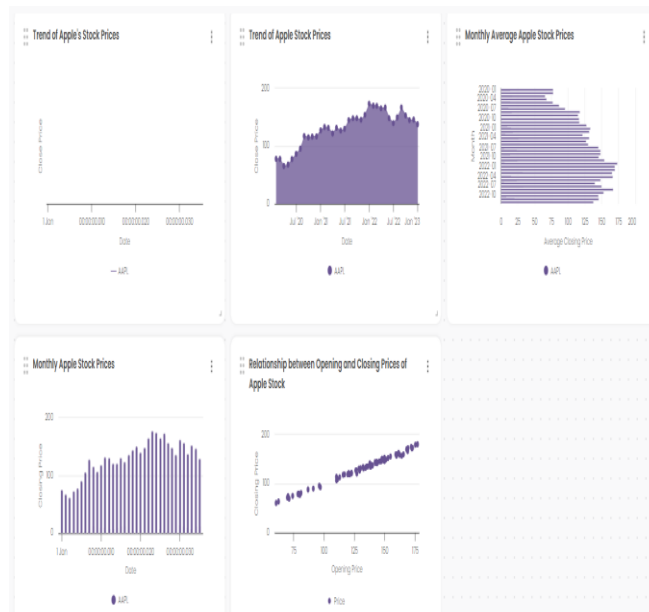 Trend of Apple's Stock Prices
Close Price
1 Jan 00:00:00.010 00:00:00.020 00:00:00.030
Date
AAPL
Trend of Apple Stock Prices
200
100
0
Close Price
Jul '20 Jan '21 Jul '21 Jan '22 Jul '22 Jan '23
Date
AAPL
Monthly Average Apple Stock Prices
2020-01
2020-04
2020-07
2020-10
2021-01
2021-04
2021-07
2021-10
2022-01
2022-04
2022-07
2022-10
Month
0 25 50 75 100 125 150 175 200
Average Closing Price
AAPL
Monthly Apple Stock Prices
200
100
0
Closing Price
1 Jan 00:00:00.010 00:00:00.020 00:00:00.030
Date
AAPL
Relationship between Opening and Closing Prices of
Apple Stock
200
100
0
Closing Price
75 100 125 150 175
Opening Price
Price